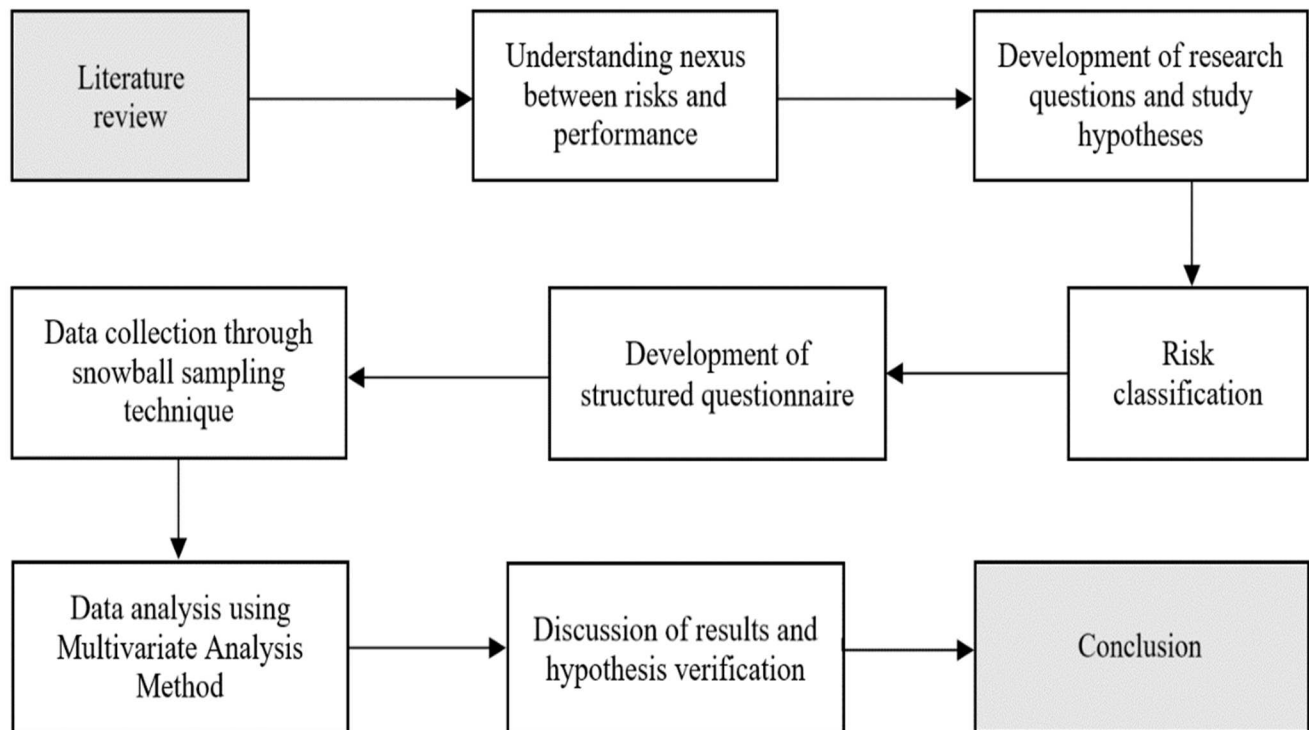 Literature
review
Understanding nexus
between risks and
performance
Development of research
questions and study
hypotheses
Risk
classification
Development of
structured questionnaire
Data collection through
snowball sampling
technique
Data analysis using
Multivariate Analysis
Method
Discussion of results and
hypothesis verification
Conclusion